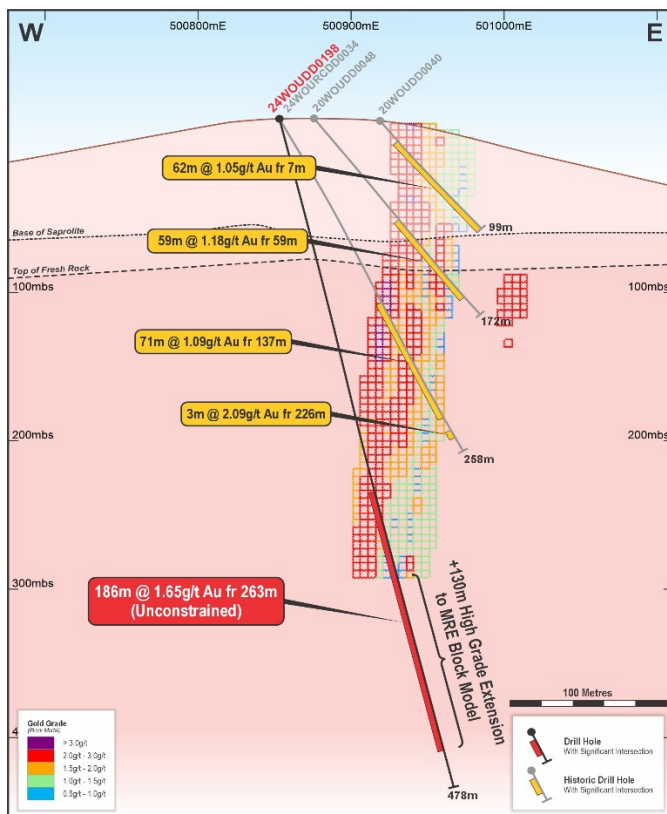 W
500800mE
500900mE
501000mE
E
24WOUDD0198
24WOURCDD0034
20WOUDD0048
20WOUDD0040
62m @ 1.05g/t Au fr 7m
99m
Base of Saprolite
59m @ 1.18g/t Au fr 59m
Top of Fresh Rock
100mbs
100mbs
172m
71m @ 1.09g/t Au fr 137m
3m @ 2.09g/t Au fr 226m
200mbs
200mbs
258m
186m @ 1.65g/t Au fr 263m
(Unconstrained)
300mbs
300mbs
+130m High Grade Extension
to MRE Block Model
478m
100 Metres
Gold Grade
(Block Model)
> 3.0g/t
2.0g/t - 3.0g/t
1.5g/t - 2.0g/t
1.0g/t - 1.5g/t
0.5g/t - 1.0g/t
Drill Hole
With Significant Intersection
Historic Drill Hole
With Significant Intersection